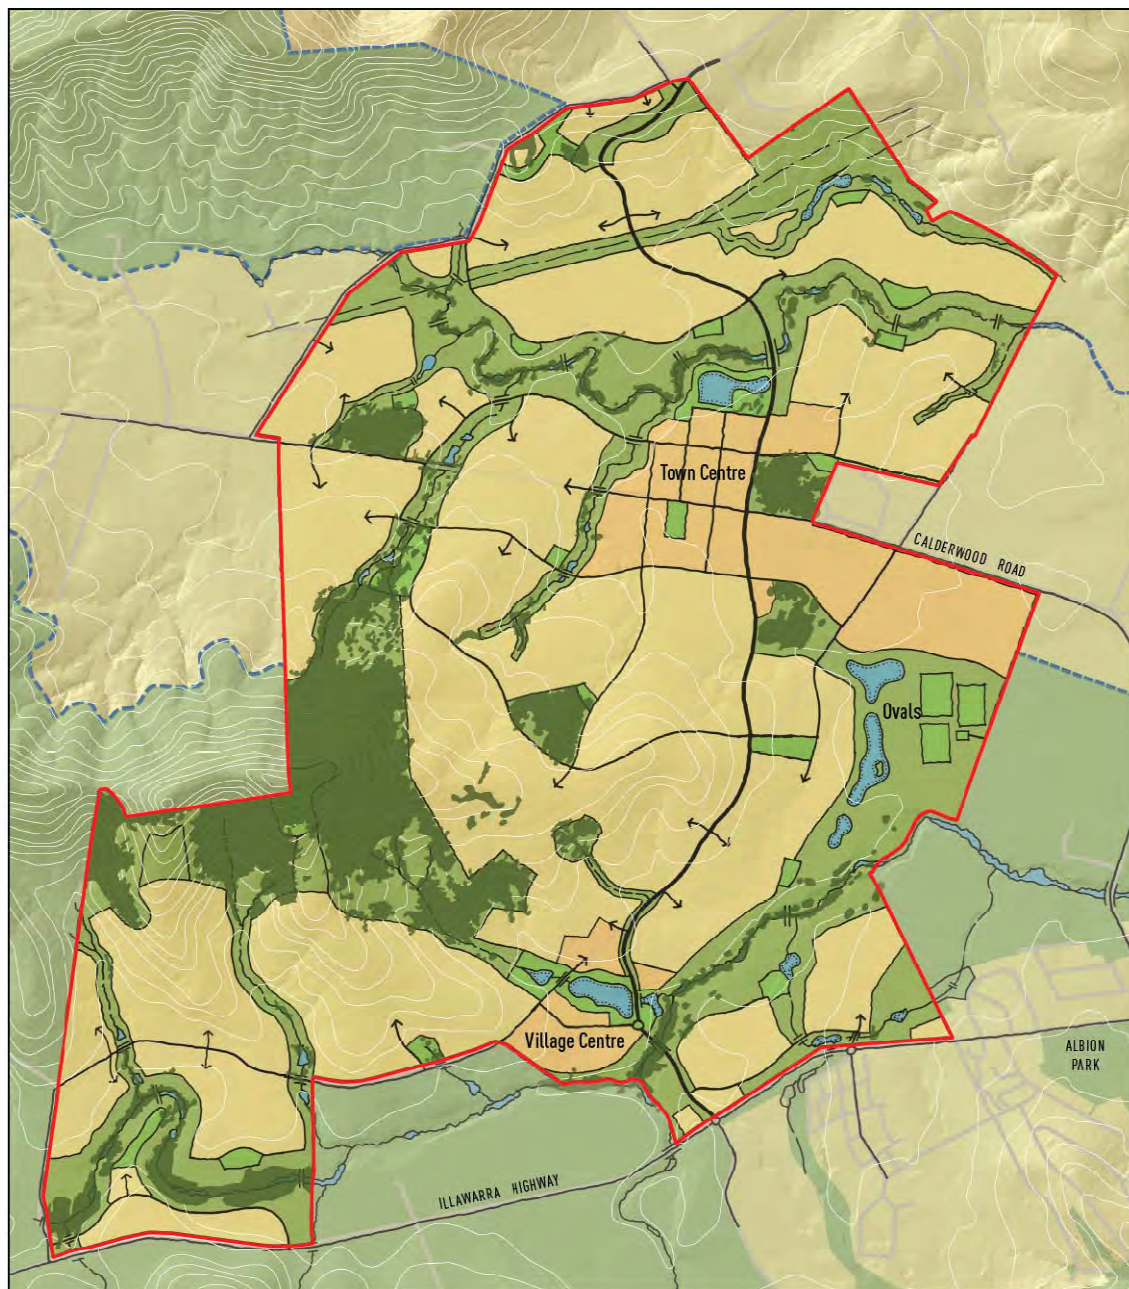 Town Centre
CALDERWOOD ROAD
Ovals
Village Centre
ALBION
PARK
ILLAWARRA HIGHWAY